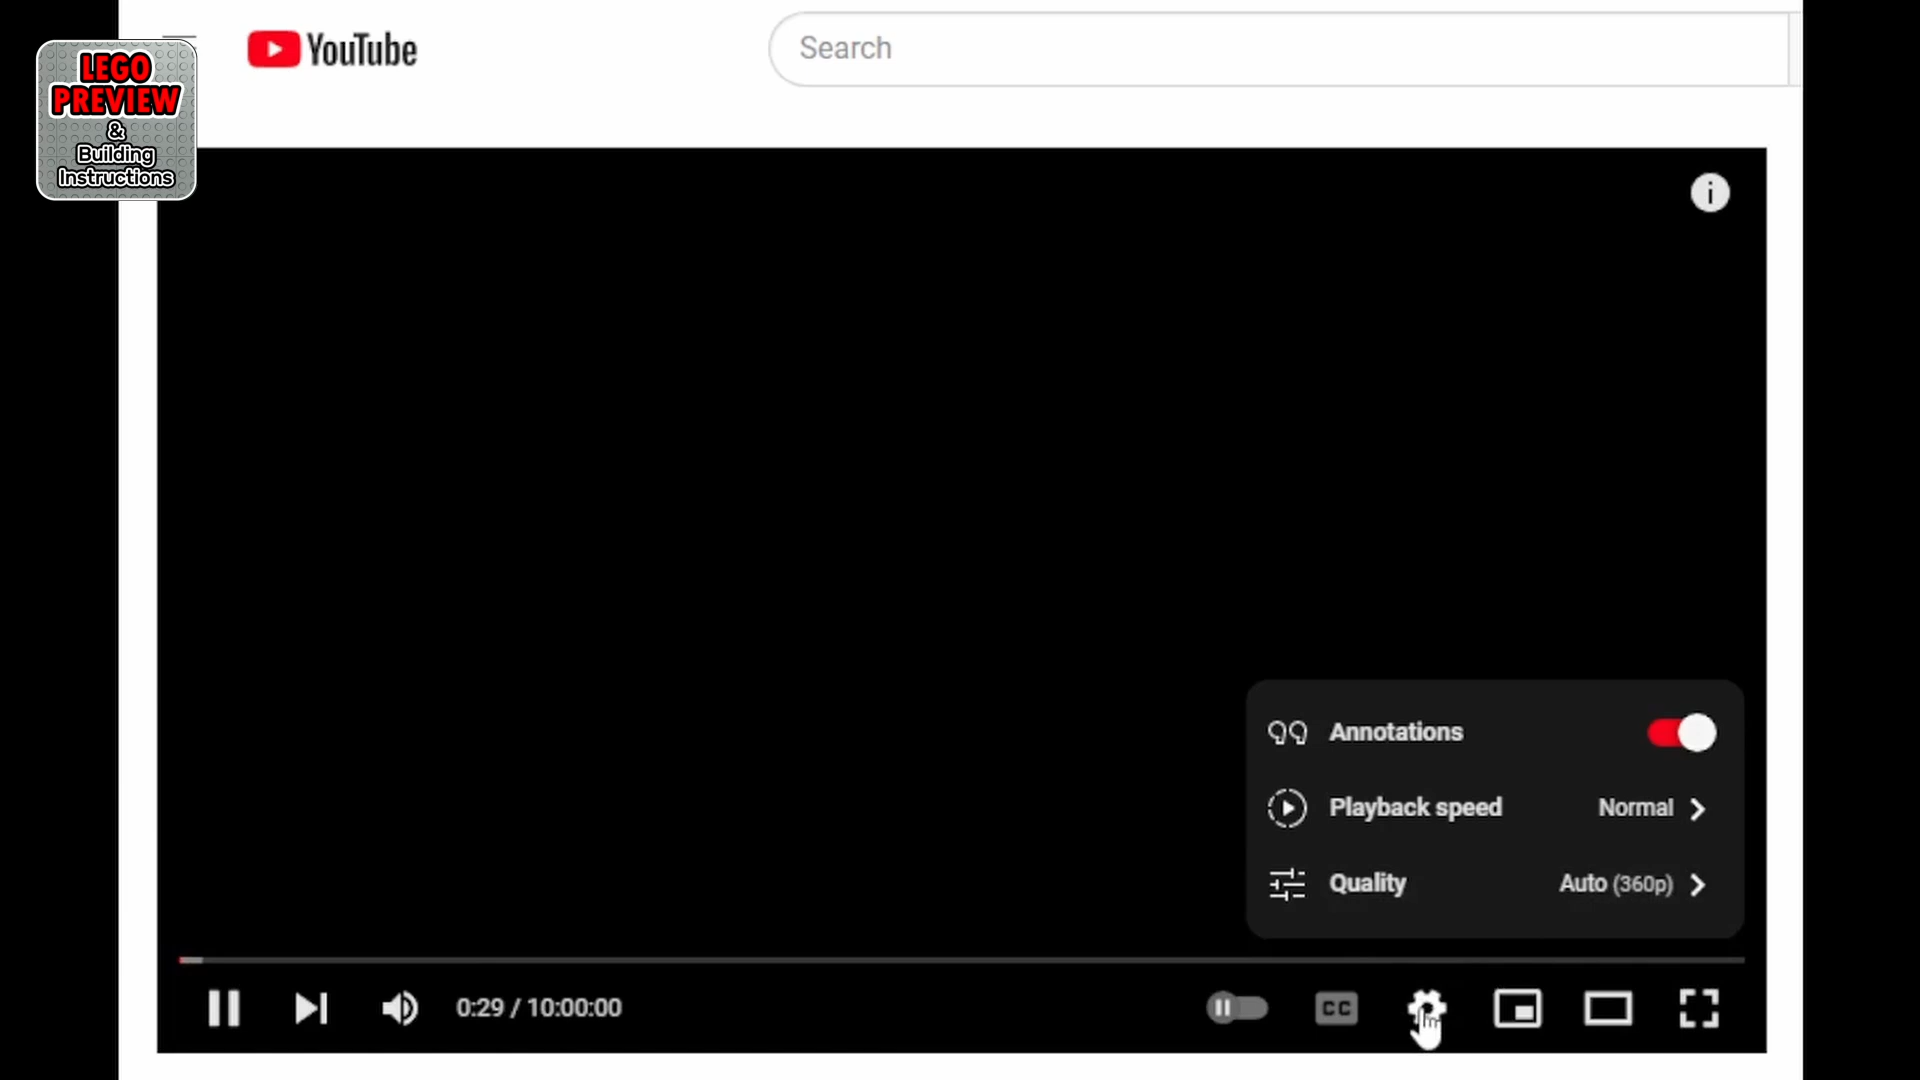 YouTube
Search
LEGO
PREVIEW
&
Building
Instructions
i
Annotations
Playback speed Normal
Quality Auto (360p)
0:29 / 10:00:00 CC